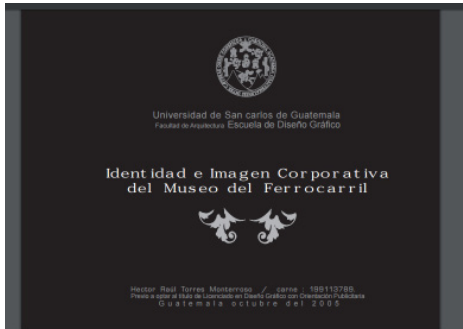 Universidad de San carlos de Guatemala
Facultad de Arquitectura Escuela de Diseño Gráfico
Identidad e Imagen Corporativa
del Museo del Ferrocarril
Hector Raúl Torres Monterroso / carne : 199113789.
Previo a optar al título de Licenciado en Diseño Gráfico con Orientación Publicitaria
Guatemala octubre del 2005